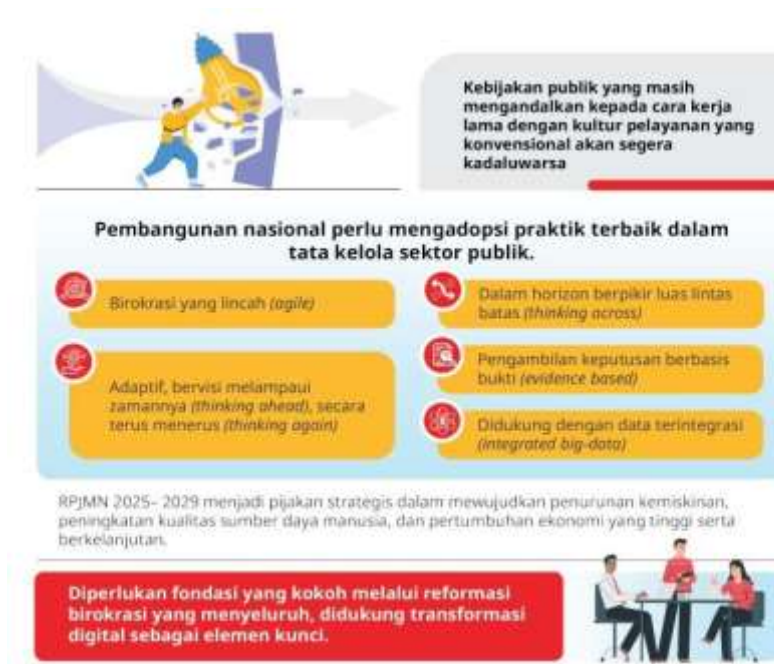 Kebijakan publik yang masih
mengandalkan kepada cara kerja
lama dengan kultur pelayanan yang
konvensional akan segera
kadaluwarsa
Pembangunan nasional perlu mengadopsi praktik terbaik dalam
tata kelola sektor publik.
Birokrasi yang lincah (agile)
Adaptif, bervisi melampaui
zamannya (thinking ahead), secara
terus menerus (thinking again)
Dalam horizon berpikir luas lintas
batas (thinking across)
Pengambilan keputusan berbasis
bukti (evidence based)
Didukung dengan data terintegrasi
(integrated big-data)
RPJMN 2025– 2029 menjadi pijakan strategis dalam mewujudkan penurunan kemiskinan,
peningkatan kualitas sumber daya manusia, dan pertumbuhan ekonomi yang tinggi serta
berkelanjutan.
Diperlukan fondasi yang kokoh melalui reformasi
birokrasi yang menyeluruh, didukung transformasi
digital sebagai elemen kunci.